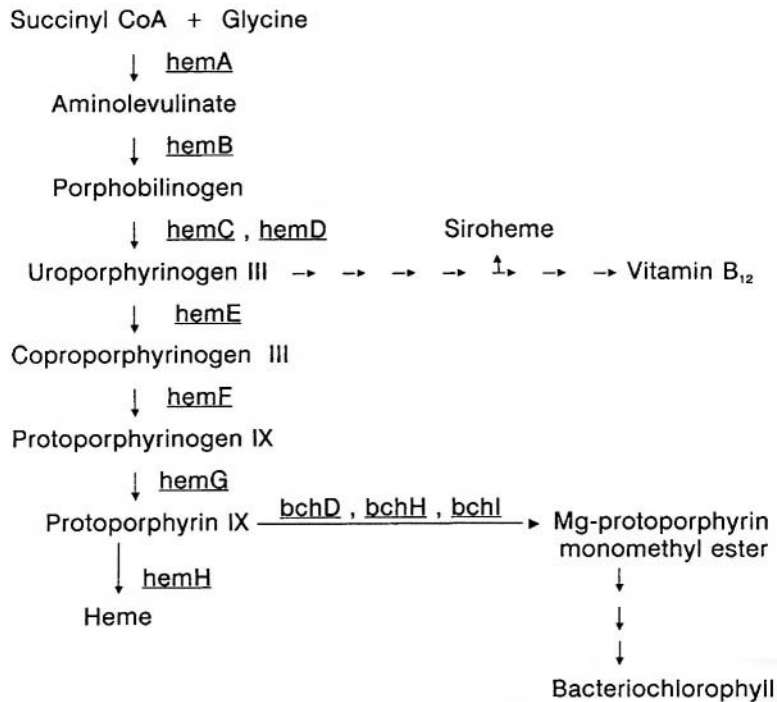 Succinyl CoA + Glycine
hemA
Aminolevulinate
hemB
Porphobilinogen
hemC , hemD
Siroheme
Uroporphyrinogen III
Vitamin B₁₂
hemE
Coproporphyrinogen III
hemF
Protoporphyrinogen IX
hemG
bchD , bchH , bchI
Protoporphyrin IX
Mg-protoporphyrin
monomethyl ester
hemH
Heme
Bacteriochlorophyll